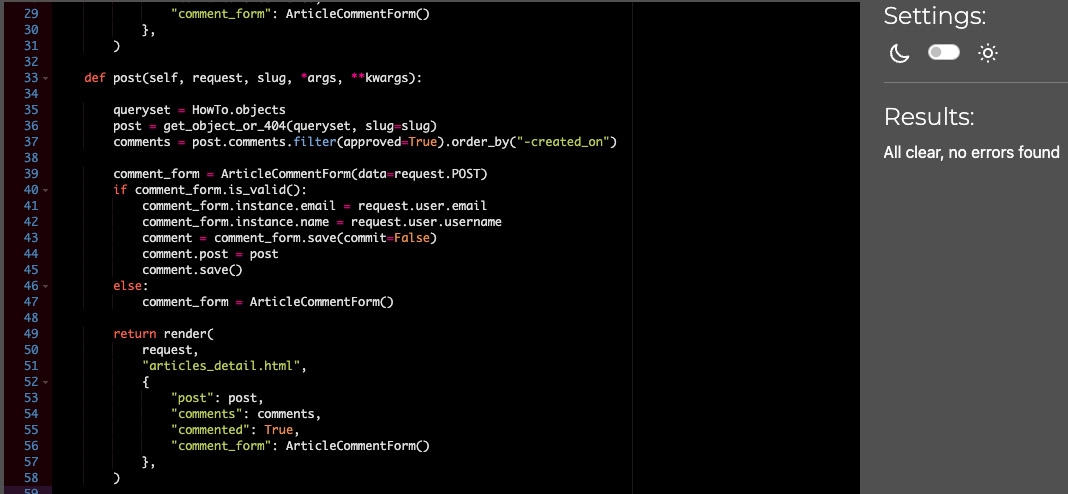 29                 "comment_form": ArticleCommentForm()
30             },
31         )
32
33     def post(self, request, slug, *args, **kwargs):
34
35         queryset = HowTo.objects
36         post = get_object_or_404(queryset, slug=slug)
37         comments = post.comments.filter(approved=True).order_by("-created_on")
38
39         comment_form = ArticleCommentForm(data=request.POST)
40         if comment_form.is_valid():
41             comment_form.instance.email = request.user.email
42             comment_form.instance.name = request.user.username
43             comment = comment_form.save(commit=False)
44             comment.post = post
45             comment.save()
46         else:
47             comment_form = ArticleCommentForm()
48
49         return render(
50             request,
51             "articles_detail.html",
52             {
53                 "post": post,
54                 "comments": comments,
55                 "commented": True,
56                 "comment_form": ArticleCommentForm()
57             },
58         )
59
Settings:
Results:
All clear, no errors found